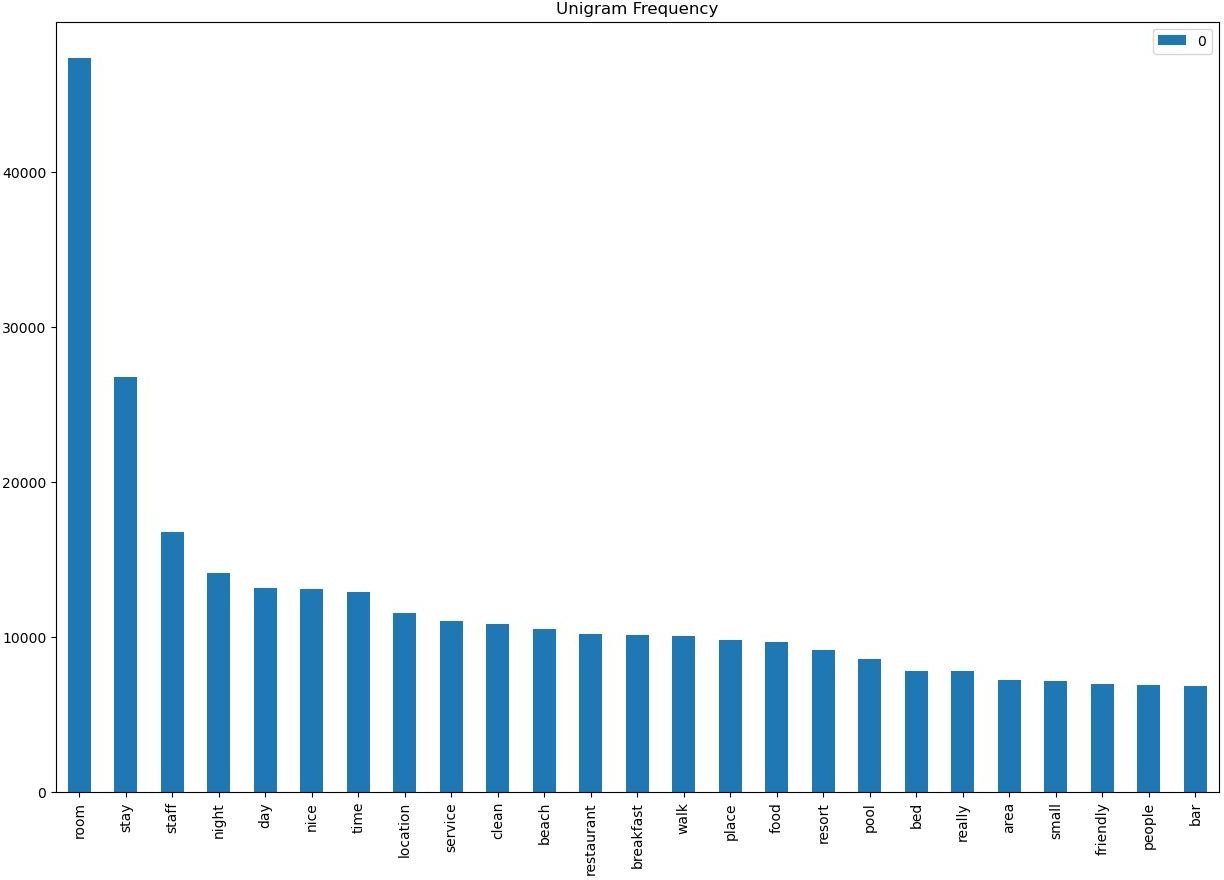 Unigram Frequency
0
40000
30000
20000
10000
0
room
stay
staff
night
day
nice
time
location
service
clean
beach
restaurant
breakfast
walk
place
food
resort
pool
bed
really
area
small
friendly
people
bar